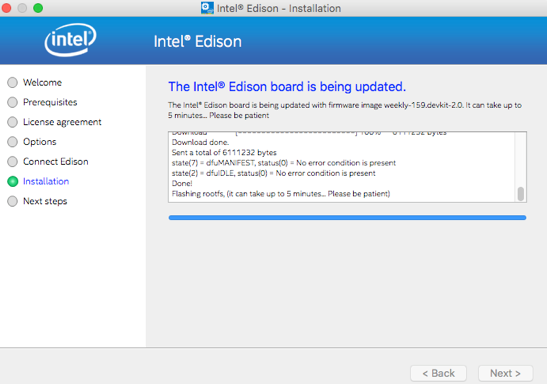 Intel® Edison - Installation
intel
Intel® Edison
Welcome
Prerequisites
License agreement
Options
Connect Edison
Installation
Next steps
The Intel® Edison board is being updated.
The Intel® Edison board is being updated with firmware image weekly-159.devkit-2.0. It can take up to
5 minutes... Please be patient
100% 6111232 bytes
Download done.
Sent a total of 6111232 bytes
state(7) = dfuMANIFEST, status(0) = No error condition is present
state(2) = dfuIDLE, status(0) = No error condition is present
Done!
Flashing rootfs, (it can take up to 5 minutes... Please be patient)
< Back
Next >